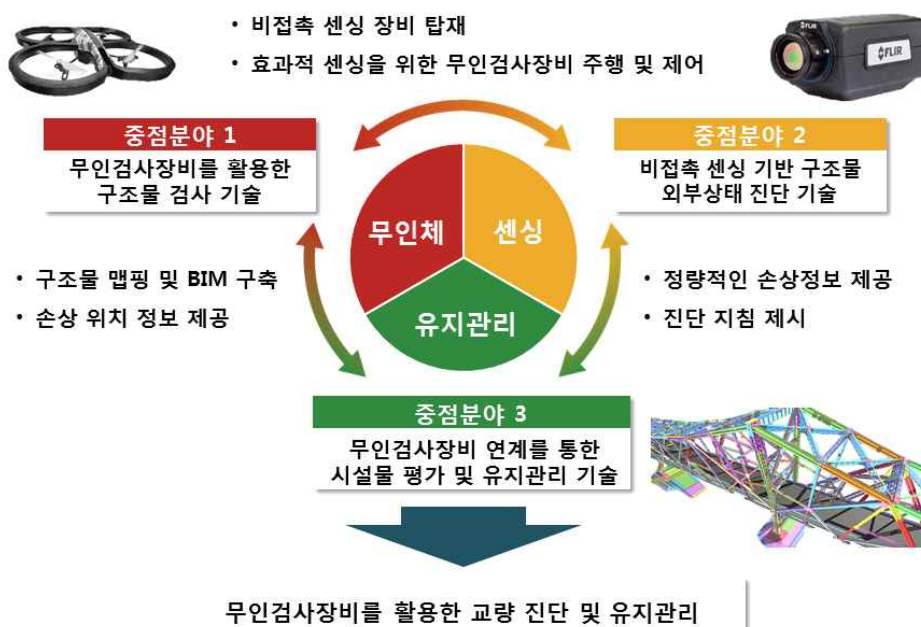 • 비접촉 센싱 장비 탑재
• 효과적 센싱을 위한 무인검사장비 주행 및 제어
FLIR
FLIR
중점분야 1
무인검사장비를 활용한
구조물 검사 기술
중점분야 2
비접촉 센싱 기반 구조물
외부상태 진단 기술
무인체
센싱
유지관리
• 구조물 맵핑 및 BIM 구축
• 손상 위치 정보 제공
• 정량적인 손상정보 제공
• 진단 지침 제시
중점분야 3
무인검사장비 연계를 통한
시설물 평가 및 유지관리 기술
무인검사장비를 활용한 교량 진단 및 유지관리